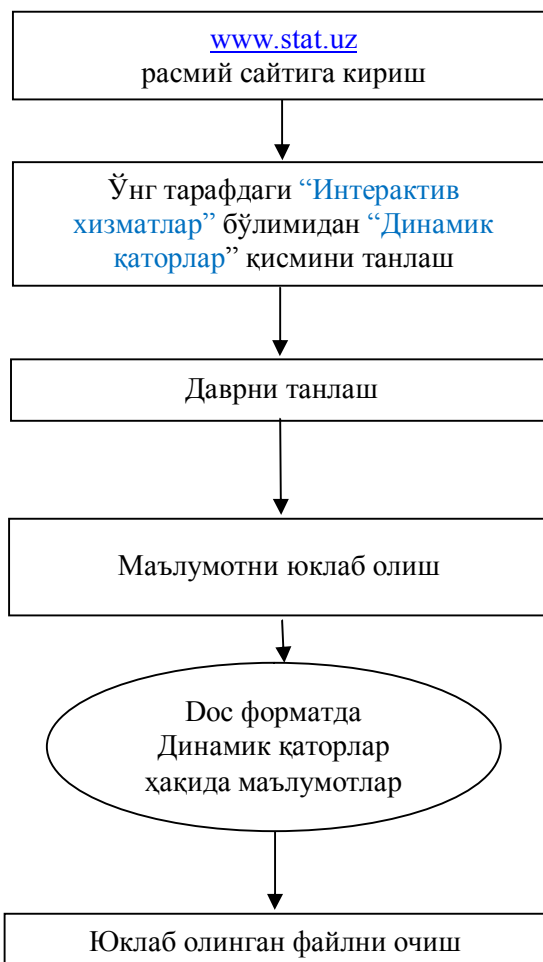 www.stat.uz
расмий сайтига кириш
Ўнг тарафдаги “Интерактив
хизматлар” бўлимидан “Динамик
қаторлар” қисмини танлаш
Даврни танлаш
Маълумотни юклаб олиш
Doc форматда
Динамик қаторлар
ҳақида маълумотлар
Юклаб олинган файлни очиш